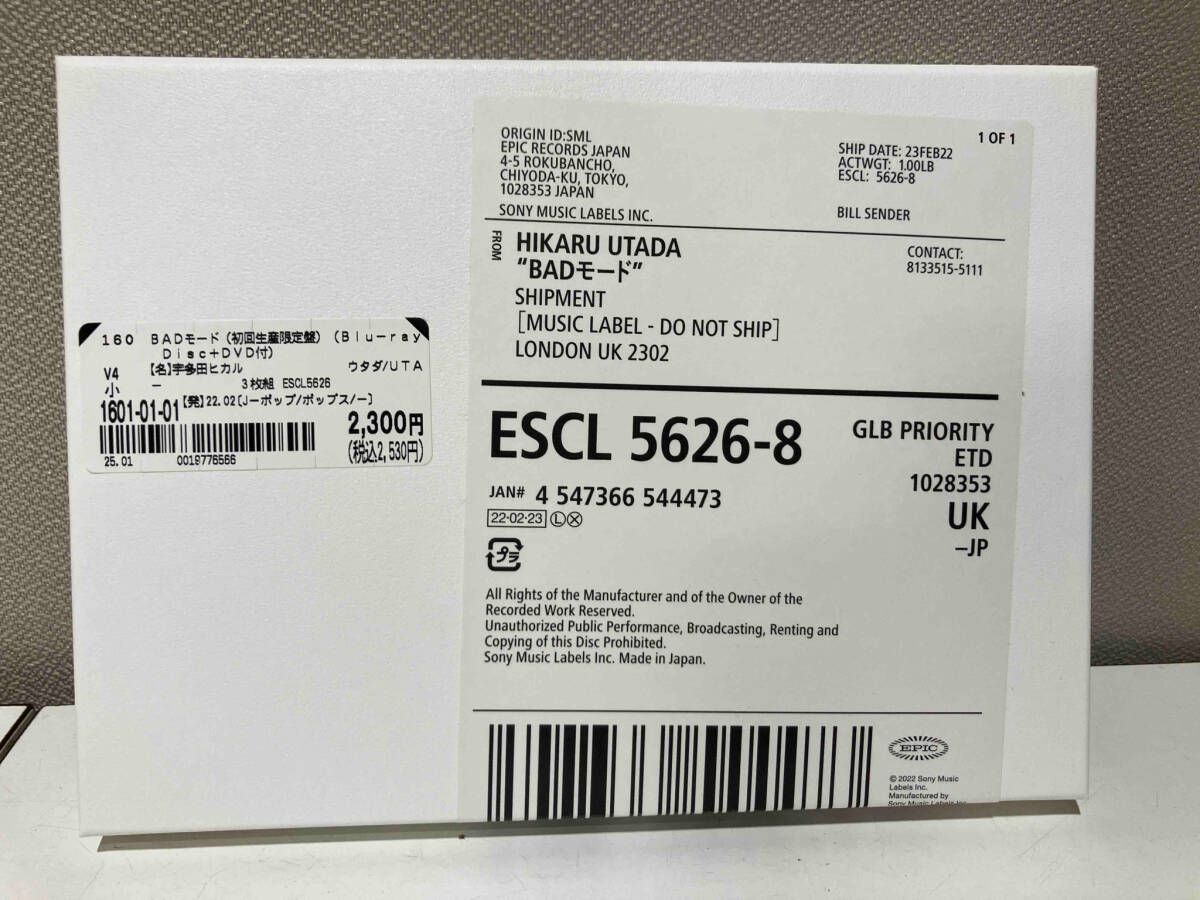 ORIGIN ID:SML
EPIC RECORDS JAPAN
4-5 ROKUBANCHO,
CHIYODA-KU, TOKYO,
1028353 JAPAN
SONY MUSIC LABELS INC.
1 OF 1
SHIP DATE: 23FEB22
ACTWGT: 1.00LB
ESCL: 5626-8
BILL SENDER
FROM
HIKARU UTADA
"BADモード"
SHIPMENT
[MUSIC LABEL - DO NOT SHIP]
LONDON UK 2302
CONTACT:
8133515-5111
ESCL 5626-8
JAN# 4 547366 544473
22・02・23 Ⓛ Ⓧ
プラ
GLB PRIORITY
ETD
1028353
UK
–JP
All Rights of the Manufacturer and of the Owner of the
Recorded Work Reserved.
Unauthorized Public Performance, Broadcasting, Renting and
Copying of this Disc Prohibited.
Sony Music Labels Inc. Made in Japan.
EPIC
© 2022 Sony Music
Labels Inc.
Manufactured by
Sony Music Labels Inc.
160 BADモード(初回生産限定盤)(Blu-ray
Disc+DVD付)
V4 【名】宇多田ヒカル ウタダ/UTA
小 ー 3枚組 ESCL5626
1601-01-01 【発】22.02[Jーポップ/ポップス/ー]
2,300円
(税込2,530円)
25.01 0019776566